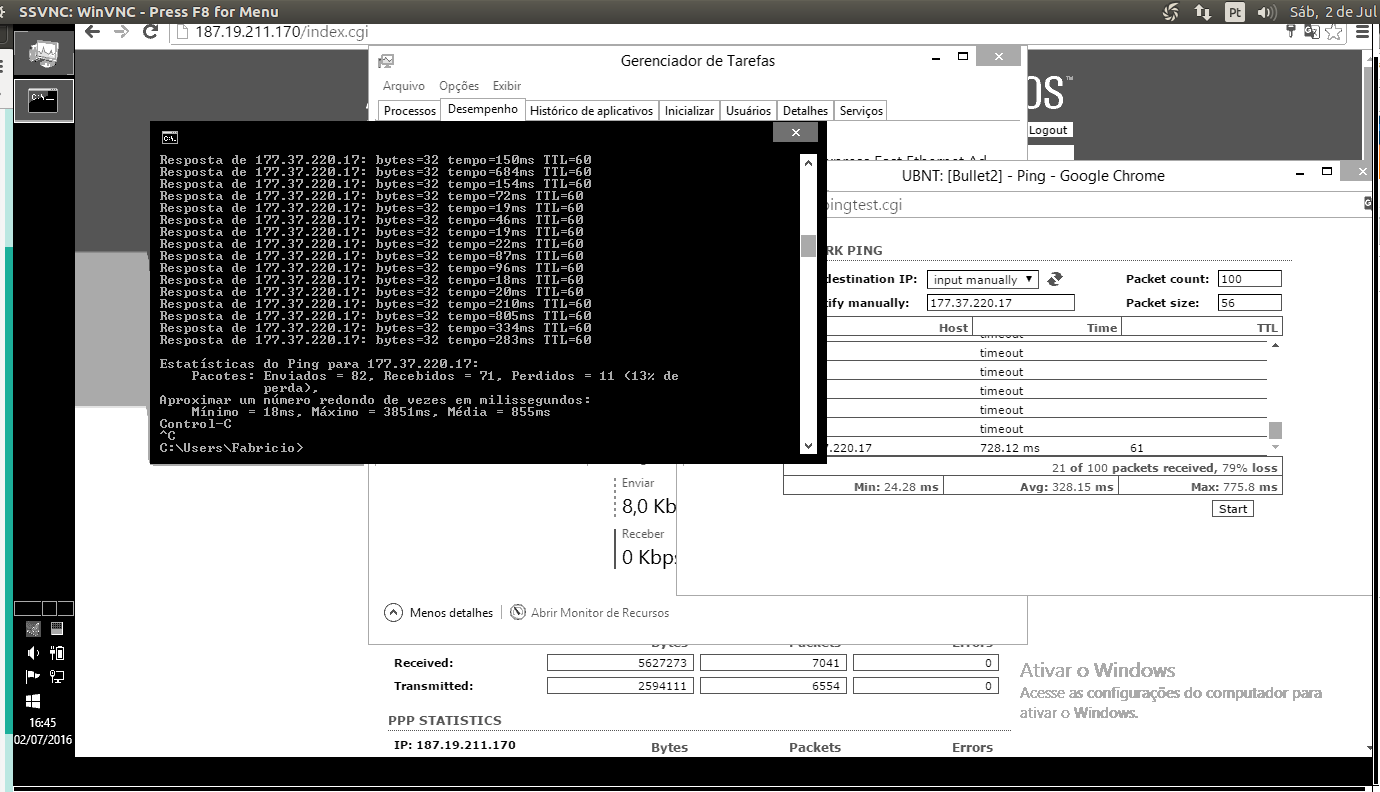 SSVNC: WinVNC - Press F8 for Menu
Pt
Sáb, 2 de Jul
187.19.211.170/index.cgi
Gerenciador de Tarefas
Arquivo Opções Exibir
Processos Desempenho Histórico de aplicativos Inicializar Usuários Detalhes Serviços
OS™
Logout
Resposta de 177.37.220.17: bytes=32 tempo=150ms TTL=60
Resposta de 177.37.220.17: bytes=32 tempo=684ms TTL=60
Resposta de 177.37.220.17: bytes=32 tempo=154ms TTL=60
Resposta de 177.37.220.17: bytes=32 tempo=72ms TTL=60
Resposta de 177.37.220.17: bytes=32 tempo=19ms TTL=60
Resposta de 177.37.220.17: bytes=32 tempo=46ms TTL=60
Resposta de 177.37.220.17: bytes=32 tempo=19ms TTL=60
Resposta de 177.37.220.17: bytes=32 tempo=22ms TTL=60
Resposta de 177.37.220.17: bytes=32 tempo=87ms TTL=60
Resposta de 177.37.220.17: bytes=32 tempo=96ms TTL=60
Resposta de 177.37.220.17: bytes=32 tempo=18ms TTL=60
Resposta de 177.37.220.17: bytes=32 tempo=20ms TTL=60
Resposta de 177.37.220.17: bytes=32 tempo=210ms TTL=60
Resposta de 177.37.220.17: bytes=32 tempo=805ms TTL=60
Resposta de 177.37.220.17: bytes=32 tempo=334ms TTL=60
Resposta de 177.37.220.17: bytes=32 tempo=283ms TTL=60
Estatísticas do Ping para 177.37.220.17:
Pacotes: Enviados = 82, Recebidos = 71, Perdidos = 11 (13% de
perda),
Aproximar um número redondo de vezes em milissegundos:
Mínimo = 18ms, Máximo = 3851ms, Média = 855ms
Control-C
^C
C:\Users\Fabricio>
UBNT: [Bullet2] - Ping - Google Chrome
pingtest.cgi
RK PING
destination IP: input manually Packet count: 100
ify manually: 177.37.220.17 Packet size: 56
Host Time TTL
timeout
timeout
timeout
timeout
timeout
timeout
7.220.17 728.12 ms 61
21 of 100 packets received, 79% loss
Min: 24.28 ms Avg: 328.15 ms Max: 775.8 ms
Start
Enviar
8,0 Kb
Receber
0 Kbps
Menos detalhes Abrir Monitor de Recursos
Bytes Packets Errors
Received: 5627273 7041 0
Transmitted: 2594111 6554 0
PPP STATISTICS
IP: 187.19.211.170 Bytes Packets Errors
Ativar o Windows
Acesse as configurações do computador para
ativar o Windows.
16:45
02/07/2016